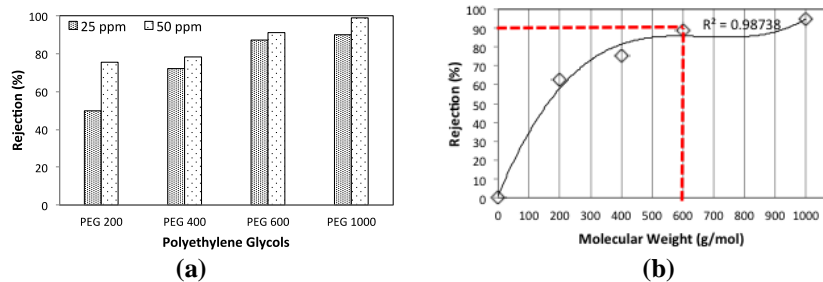 25 ppm 50 ppm
100
80
60
40
20
0
Rejection (%)
PEG 200 PEG 400 PEG 600 PEG 1000
Polyethylene Glycols
(a)
R² = 0.98738
100
90
80
70
60
50
40
30
20
10
0
Rejection (%)
0 100 200 300 400 500 600 700 800 900 1000
Molecular Weight (g/mol)
(b)